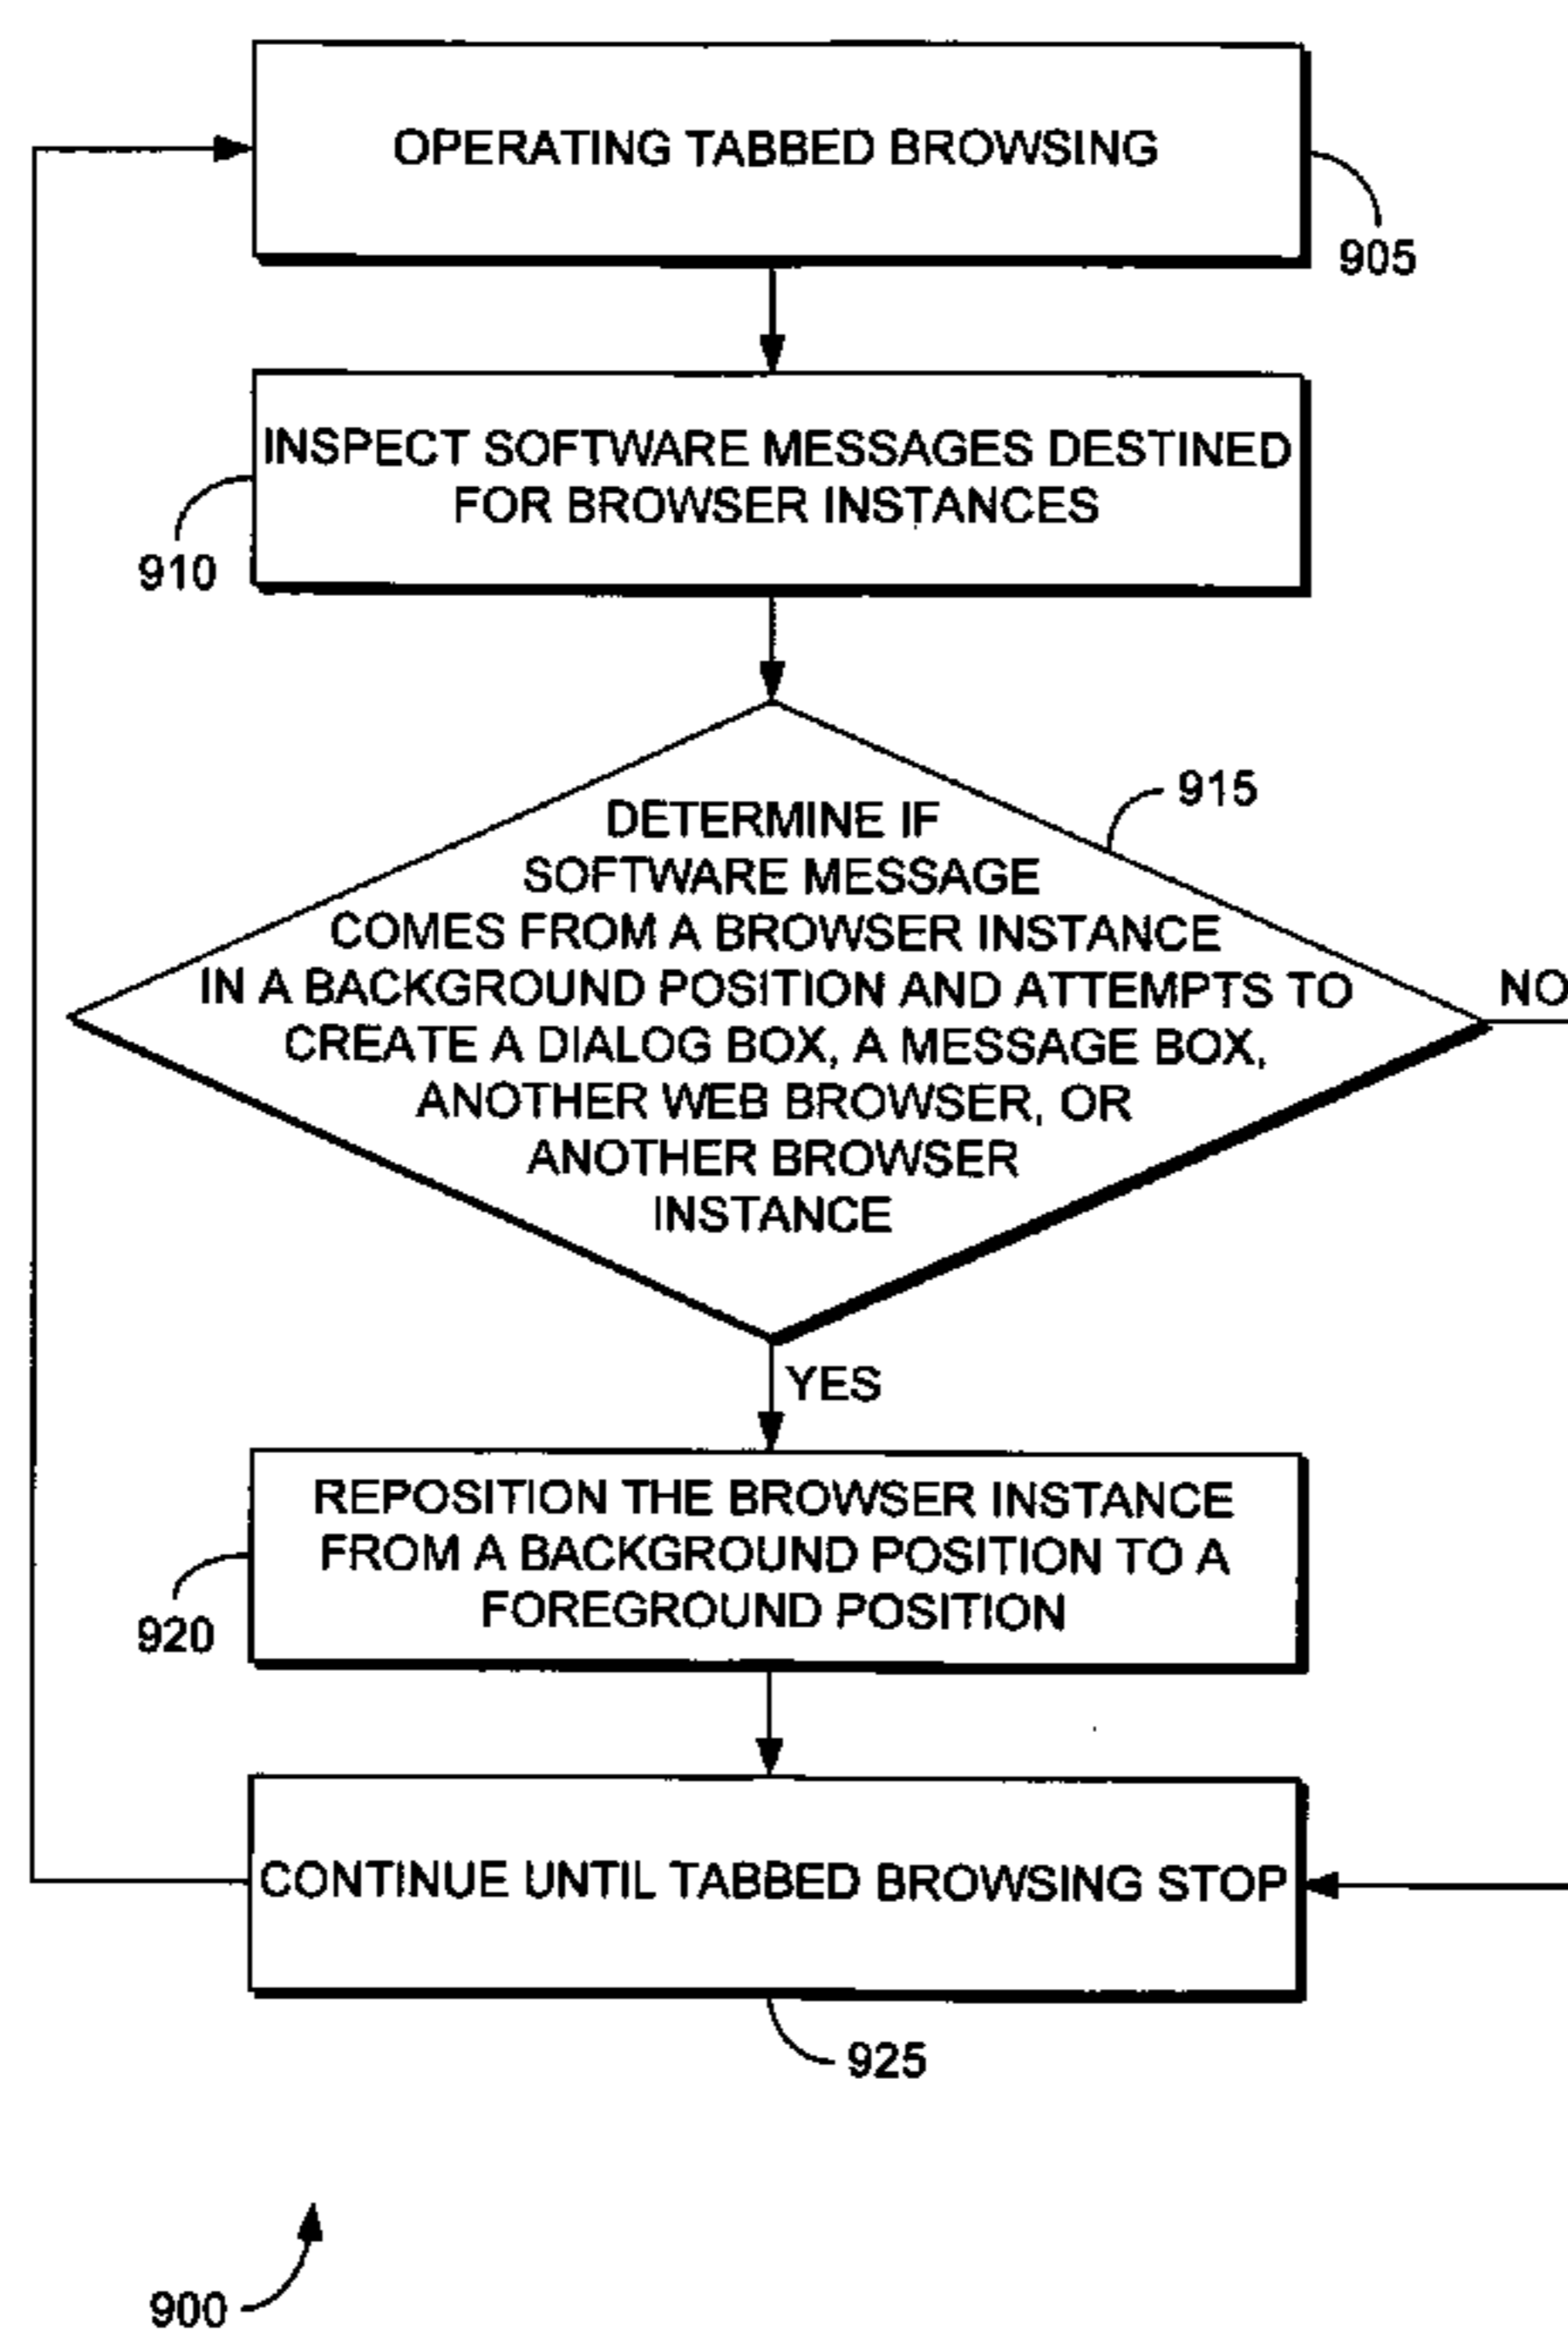 OPERATING TABBED BROWSING
905
INSPECT SOFTWARE MESSAGES DESTINED
FOR BROWSER INSTANCES
910
915
DETERMINE IF
SOFTWARE MESSAGE
COMES FROM A BROWSER INSTANCE
IN A BACKGROUND POSITION AND ATTEMPTS TO
CREATE A DIALOG BOX, A MESSAGE BOX,
ANOTHER WEB BROWSER, OR
ANOTHER BROWSER
INSTANCE
NO
YES
REPOSITION THE BROWSER INSTANCE
FROM A BACKGROUND POSITION TO A
FOREGROUND POSITION
920
CONTINUE UNTIL TABBED BROWSING STOP
925
900